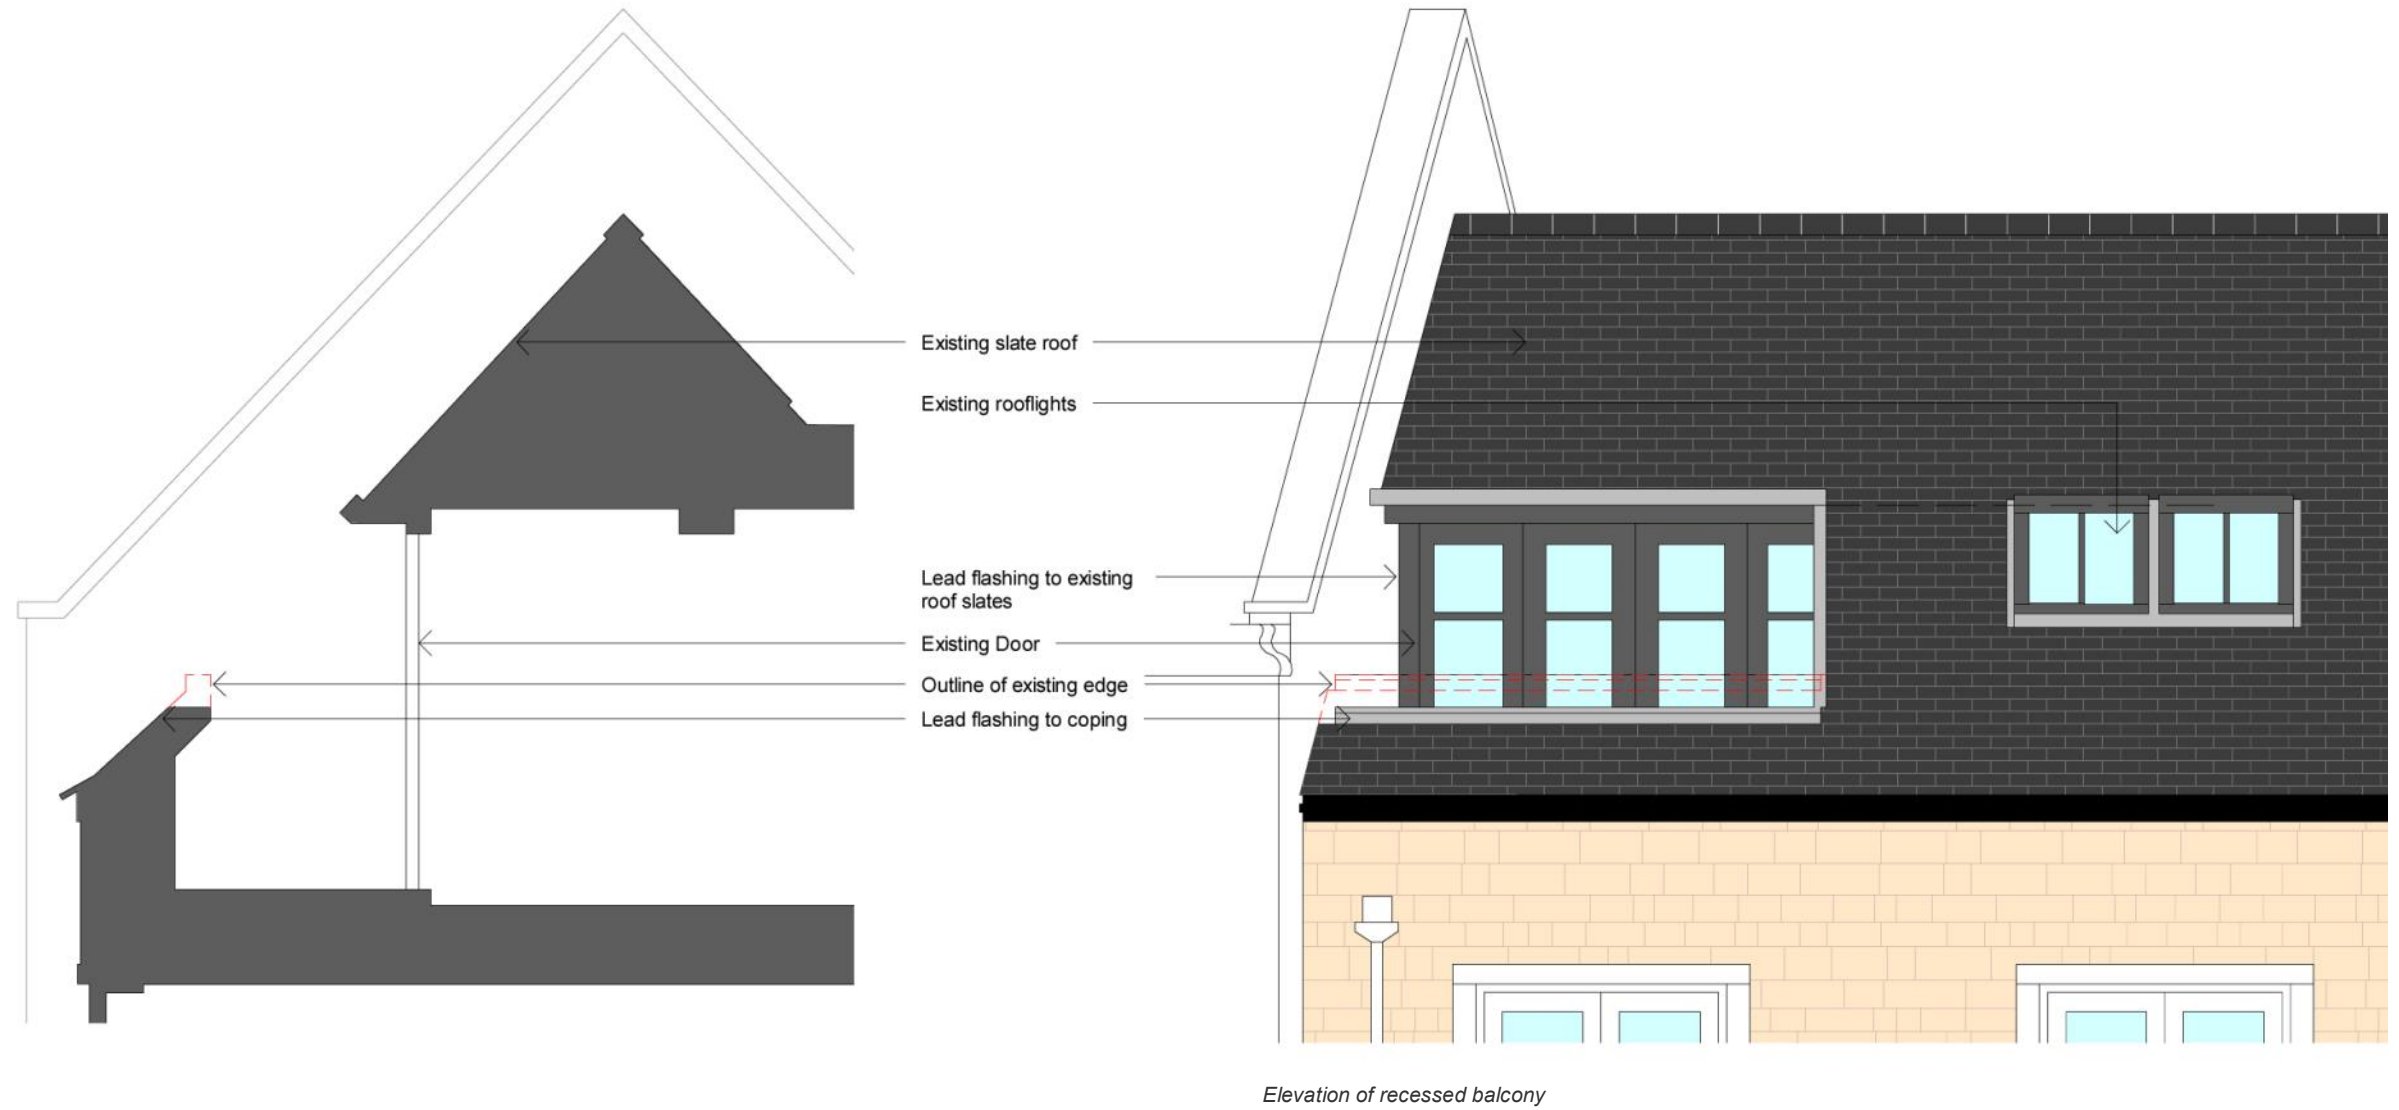 Existing slate roof
Existing rooflights
Lead flashing to existing
roof slates
Existing Door
Outline of existing edge
Lead flashing to coping
Elevation of recessed balcony